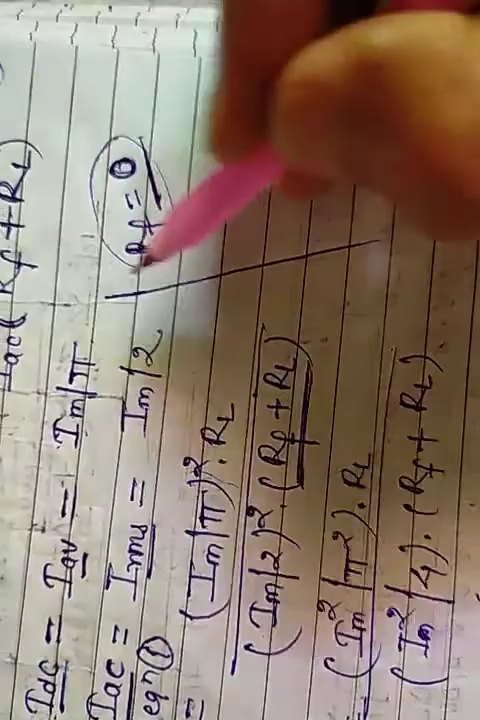 Iac² (Rf + RL)
Idc = Iav = Im/π
Iac = Irms = Im/2
Rf = 0
eqn ①
= (Im/π)² . RL
(Im/2)² . (Rf + RL)
= (Im²/π²) . RL
(Im²/4) . (Rf + RL)